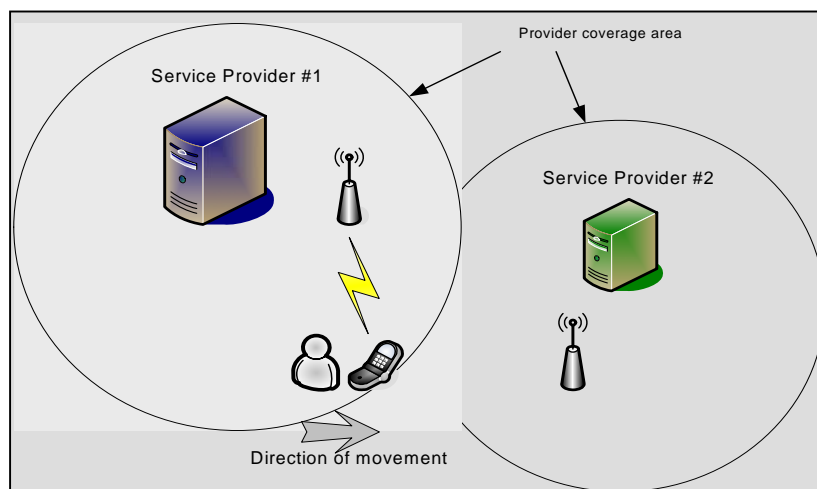 Provider coverage area
Service Provider #1
Service Provider #2
Direction of movement